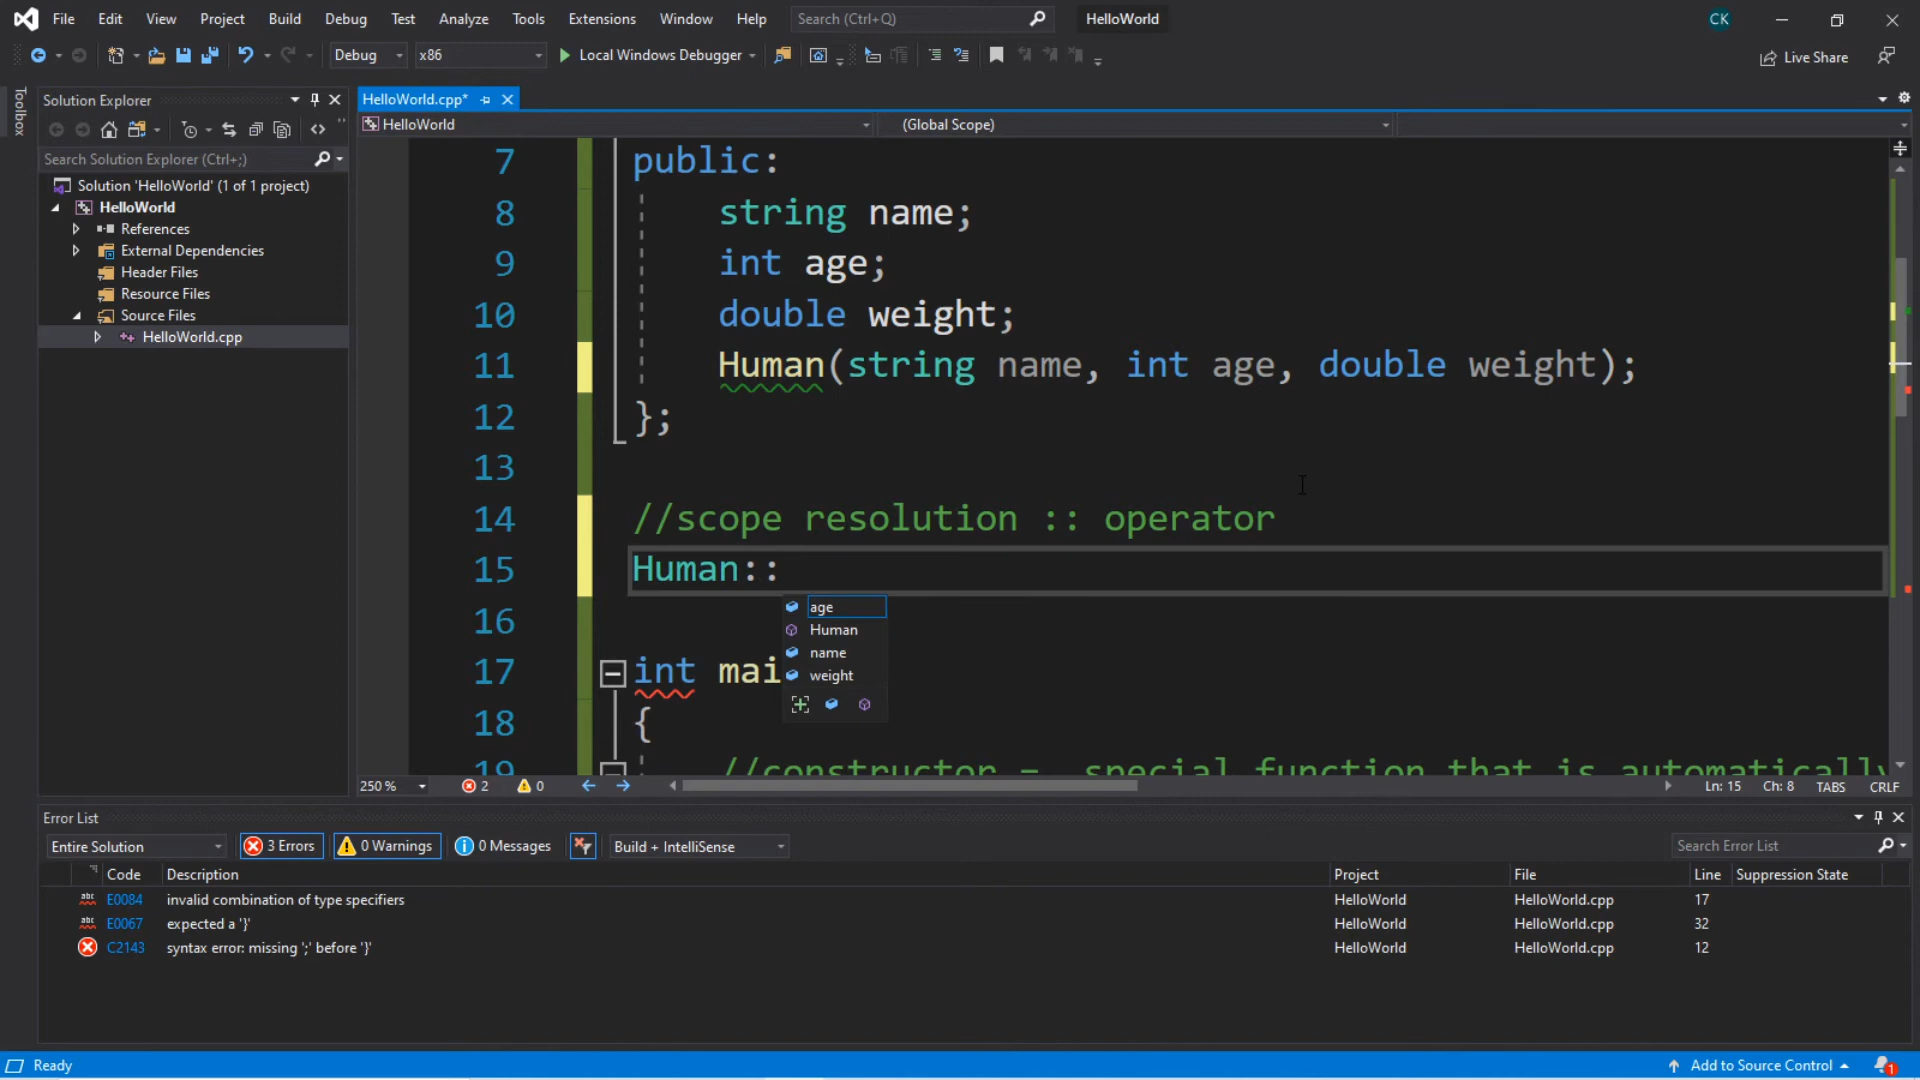 File Edit View Project Build Debug Test Analyze Tools Extensions Window Help Search (Ctrl+Q) HelloWorld CK
Debug x86 Local Windows Debugger Live Share
Toolbox
Solution Explorer
Search Solution Explorer (Ctrl+;)
Solution 'HelloWorld' (1 of 1 project)
HelloWorld
References
External Dependencies
Header Files
Resource Files
Source Files
HelloWorld.cpp
HelloWorld.cpp*
HelloWorld (Global Scope)
7 public:
8 string name;
9 int age;
10 double weight;
11 Human(string name, int age, double weight);
12 };
13
14 //scope resolution :: operator
15 Human::
age
Human
name
weight
16
17 int mai
18 {
19 //constructor = special function that is automatically
250 % 2 0 Ln: 15 Ch: 8 TABS CRLF
Error List
Entire Solution 3 Errors 0 Warnings 0 Messages Build + IntelliSense Search Error List
Code Description Project File Line Suppression State
abc E0084 invalid combination of type specifiers HelloWorld HelloWorld.cpp 17
abc E0067 expected a '}' HelloWorld HelloWorld.cpp 32
C2143 syntax error: missing ';' before '}' HelloWorld HelloWorld.cpp 12
Ready Add to Source Control 1